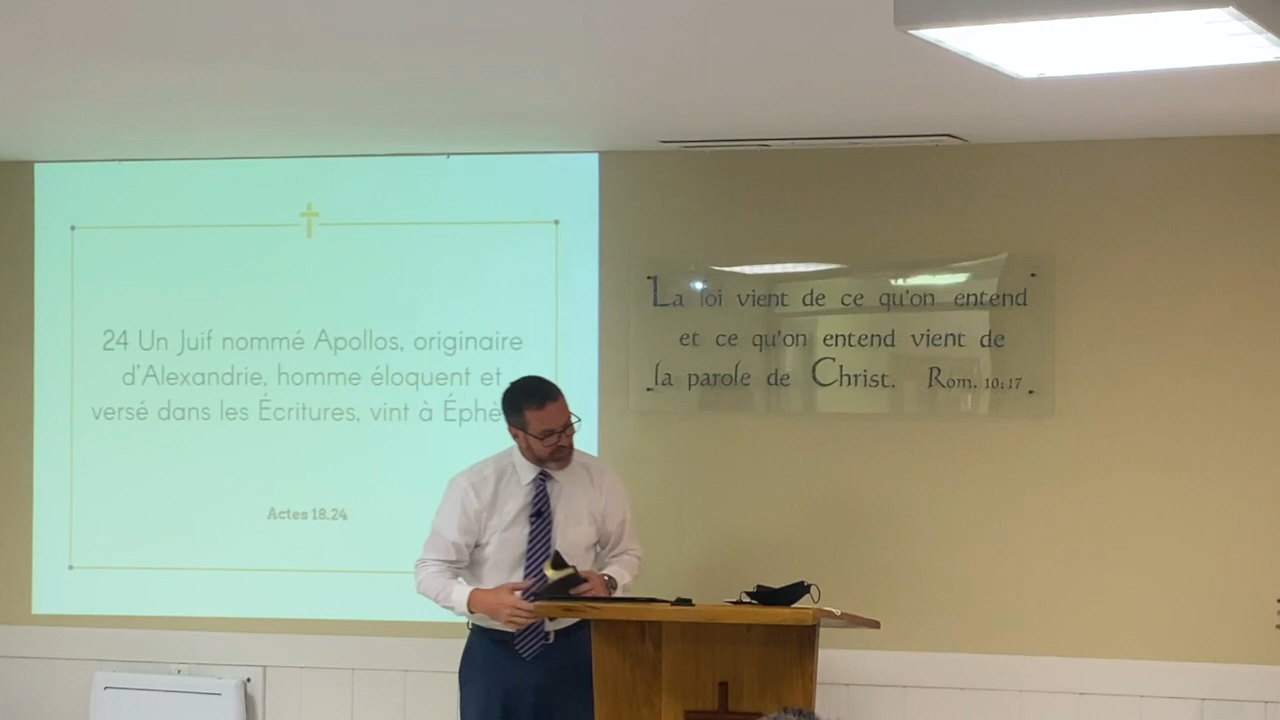 24 Un Juif nommé Apollos, originaire
d'Alexandrie, homme éloquent et
versé dans les Écritures, vint à
Actes 18.24
La foi vient de ce qu'on entend
et ce qu'on entend vient de
la parole de Christ. Rom. 10:17